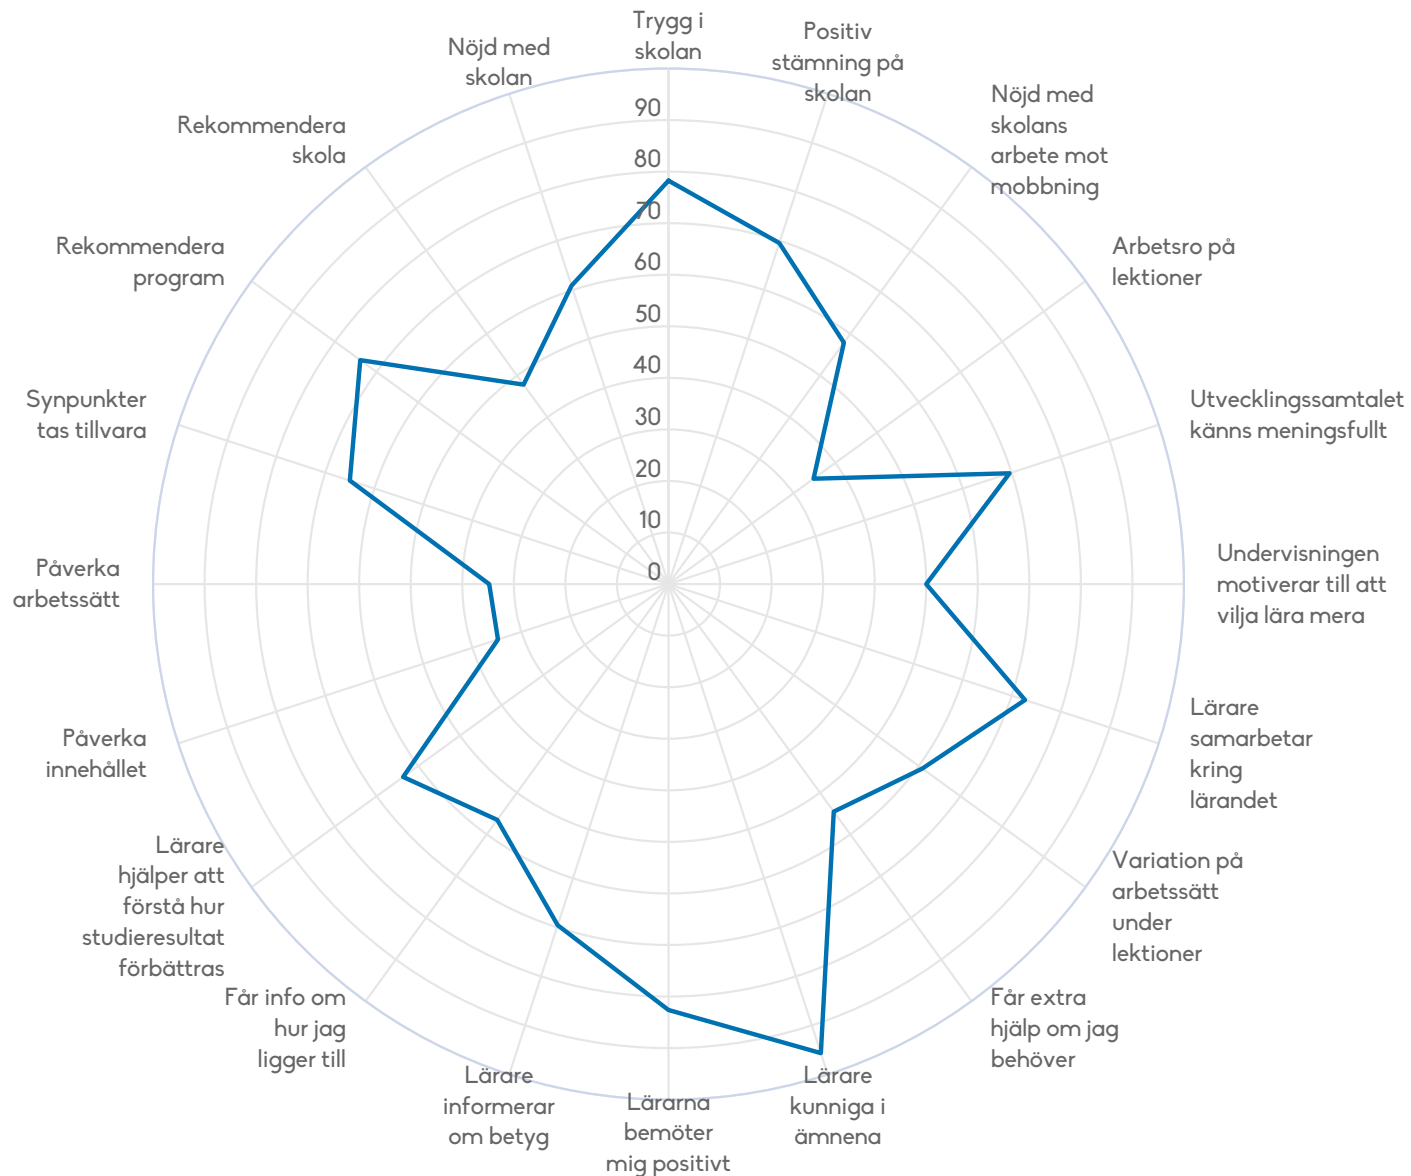 Trygg i
skolan
Positiv
stämning på
skolan
Nöjd med
skolans
arbete mot
mobbning
Arbetsro på
lektioner
Utvecklingssamtalet
känns meningsfullt
Undervisningen
motiverar till att
vilja lära mera
Lärare
samarbetar
kring
lärandet
Variation på
arbetssätt
under
lektioner
Får extra
hjälp om jag
behöver
Lärare
kunniga i
ämnena
Lärarna
bemöter
mig positivt
Lärare
informerar
om betyg
Får info om
hur jag
ligger till
Lärare
hjälper att
förstå hur
studieresultat
förbättras
Påverka
innehållet
Påverka
arbetssätt
Synpunkter
tas tillvara
Rekommendera
program
Rekommendera
skola
Nöjd med
skolan
90
80
70
60
50
40
30
20
10
0